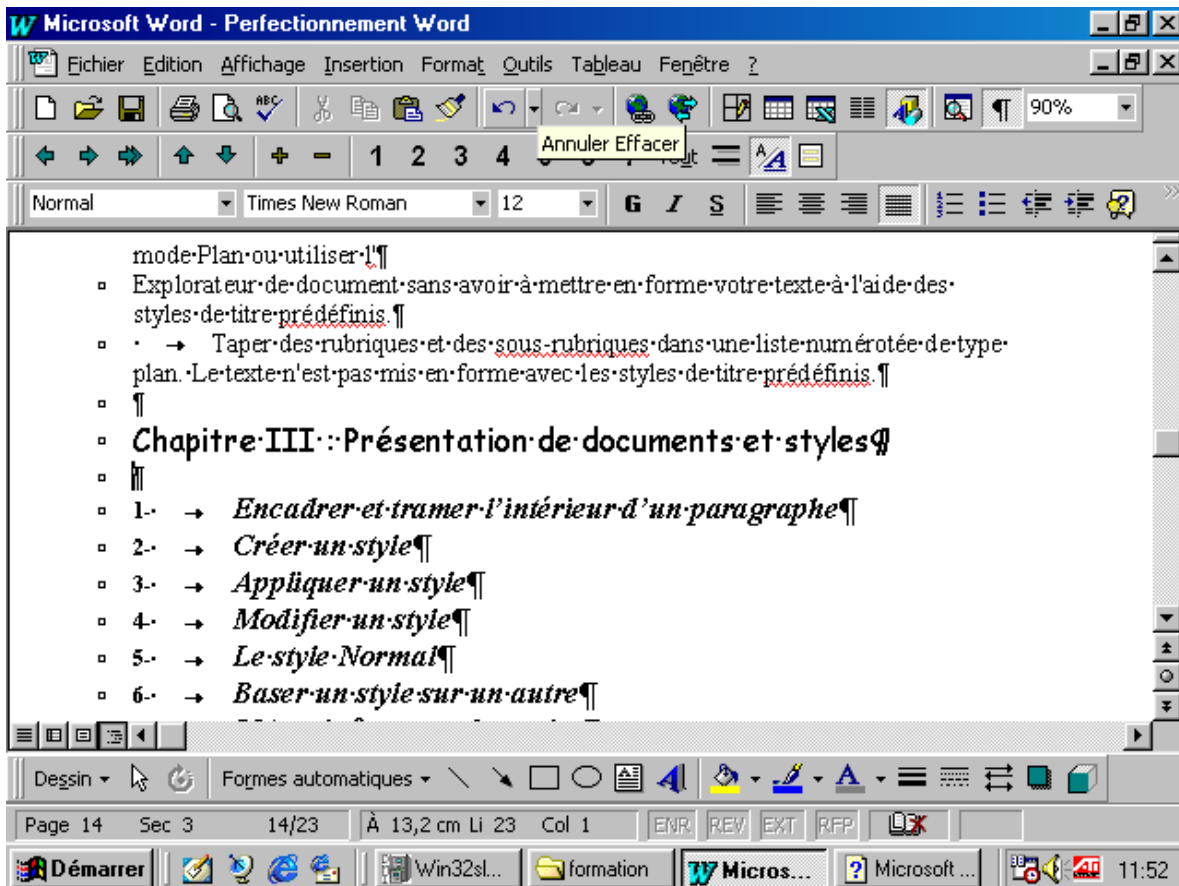 Microsoft Word - Perfectionnement Word
Fichier Edition Affichage Insertion Format Outils Tableau Fenêtre ?
90%
Annuler Effacer
1 2 3 4
Normal Times New Roman 12 G I S
mode·Plan·ou·utiliser·l'¶
Explorateur·de·document·sans·avoir·à·mettre·en·forme·votre·texte·à·l'aide·des·
styles·de·titre·prédéfinis.¶
· → Taper·des·rubriques·et·des·sous-rubriques·dans·une·liste·numérotée·de·type·
plan.·Le·texte·n'est·pas·mis·en·forme·avec·les·styles·de·titre·prédéfinis.¶
¶
Chapitre·III·:·Présentation·de·documents·et·styles¶
¶
1-· → Encadrer·et·tramer·l’intérieur·d’un·paragraphe¶
2-· → Créer·un·style¶
3-· → Appliquer·un·style¶
4-· → Modifier·un·style¶
5-· → Le·style·Normal¶
6-· → Baser·un·style·sur·un·autre¶
Dessin Formes automatiques
Page 14 Sec 3 14/23 À 13,2 cm Li 23 Col 1 ENR REV EXT RFP
Démarrer Win32sl... formation Micros... Microsoft ... 11:52